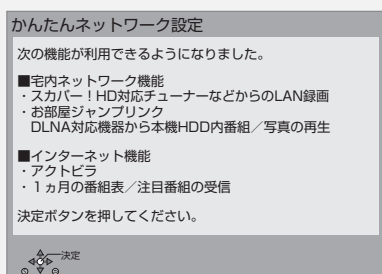 かんたんネットワーク設定
次の機能が利用できるようになりました。
■宅内ネットワーク機能
・スカパー！HD対応チューナーなどからのLAN録画
・お部屋ジャンプリンク
DLNA対応機器から本機HDD内番組／写真の再生
■インターネット機能
・アクトビラ
・１ヵ月の番組表／注目番組の受信
決定ボタンを押してください。
決定